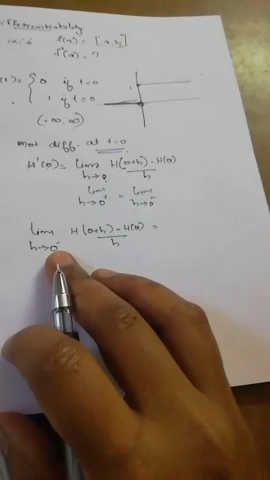 Differentiability
f(x) = [a,b]
f'(a) = ?
H(t) = { 0 if t=0
1 if t=0
(-∞, ∞)
not diff. at t=0
H'(0) = lim h→0 H(0+h)-H(0) / h
lim h→0⁺ = lim h→0⁻
lim h→0⁻ H(0+h)-H(0) / h =